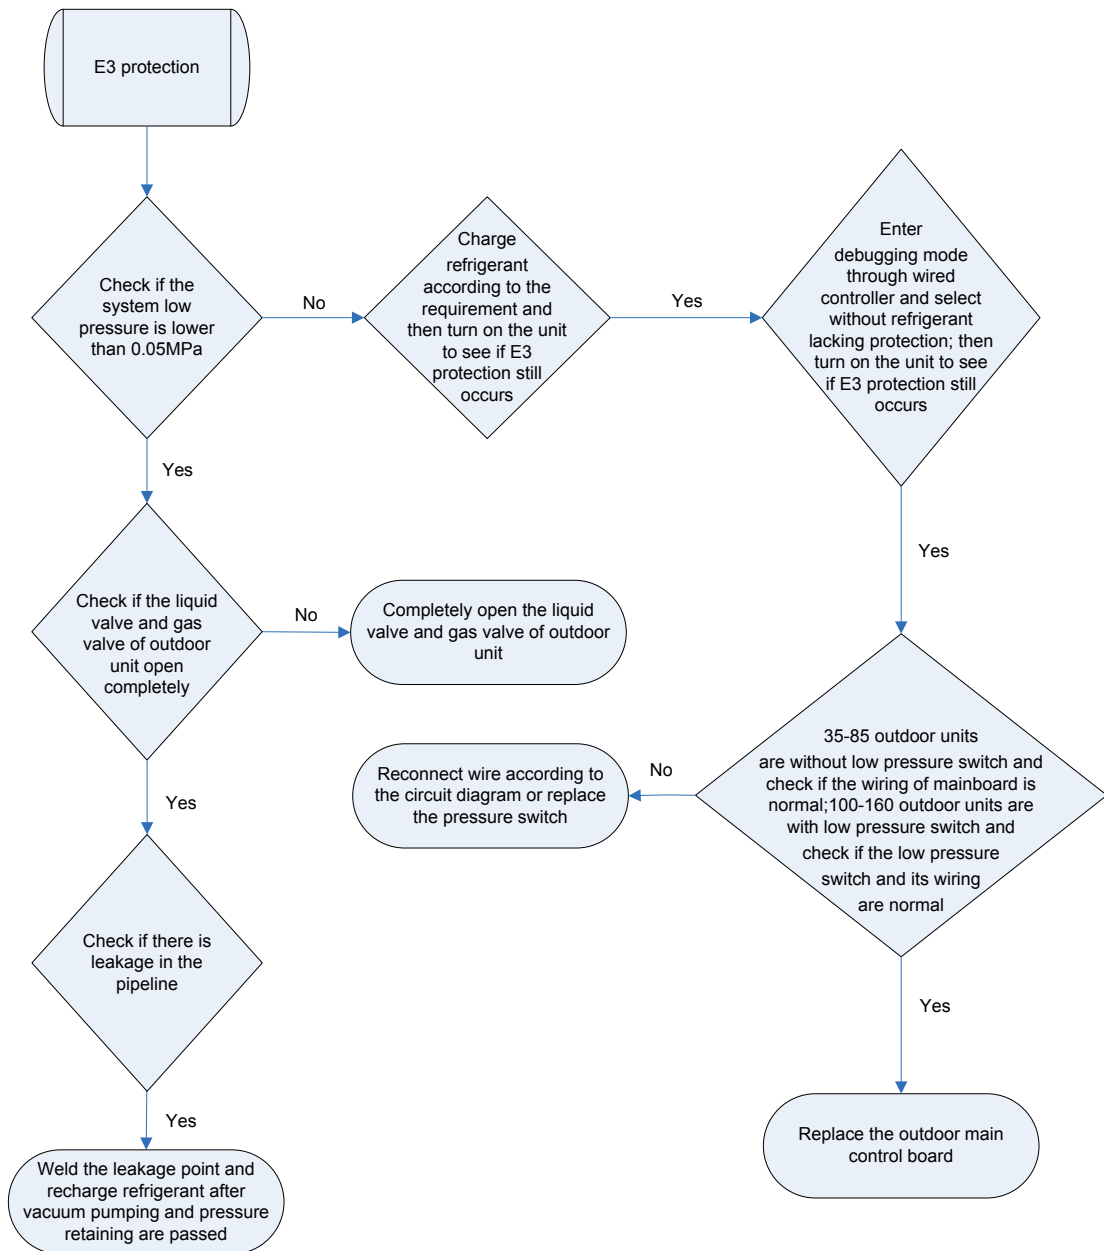 E3 protection
Check if the
system low
pressure is lower
than 0.05MPa
No
Charge
refrigerant
according to the
requirement and
then turn on the unit
to see if E3
protection still
occurs
Yes
Enter
debugging mode
through wired
controller and select
without refrigerant
lacking protection; then
turn on the unit to see
if E3 protection still
occurs
Yes
Yes
Check if the liquid
valve and gas
valve of outdoor
unit open
completely
No
Completely open the liquid
valve and gas valve of outdoor
unit
35-85 outdoor units
are without low pressure switch and
check if the wiring of mainboard is
normal;100-160 outdoor units are
with low pressure switch and
check if the low pressure
switch and its wiring
are normal
No
Reconnect wire according to
the circuit diagram or replace
the pressure switch
Yes
Check if there is
leakage in the
pipeline
Yes
Yes
Weld the leakage point and
recharge refrigerant after
vacuum pumping and pressure
retaining are passed
Replace the outdoor main
control board